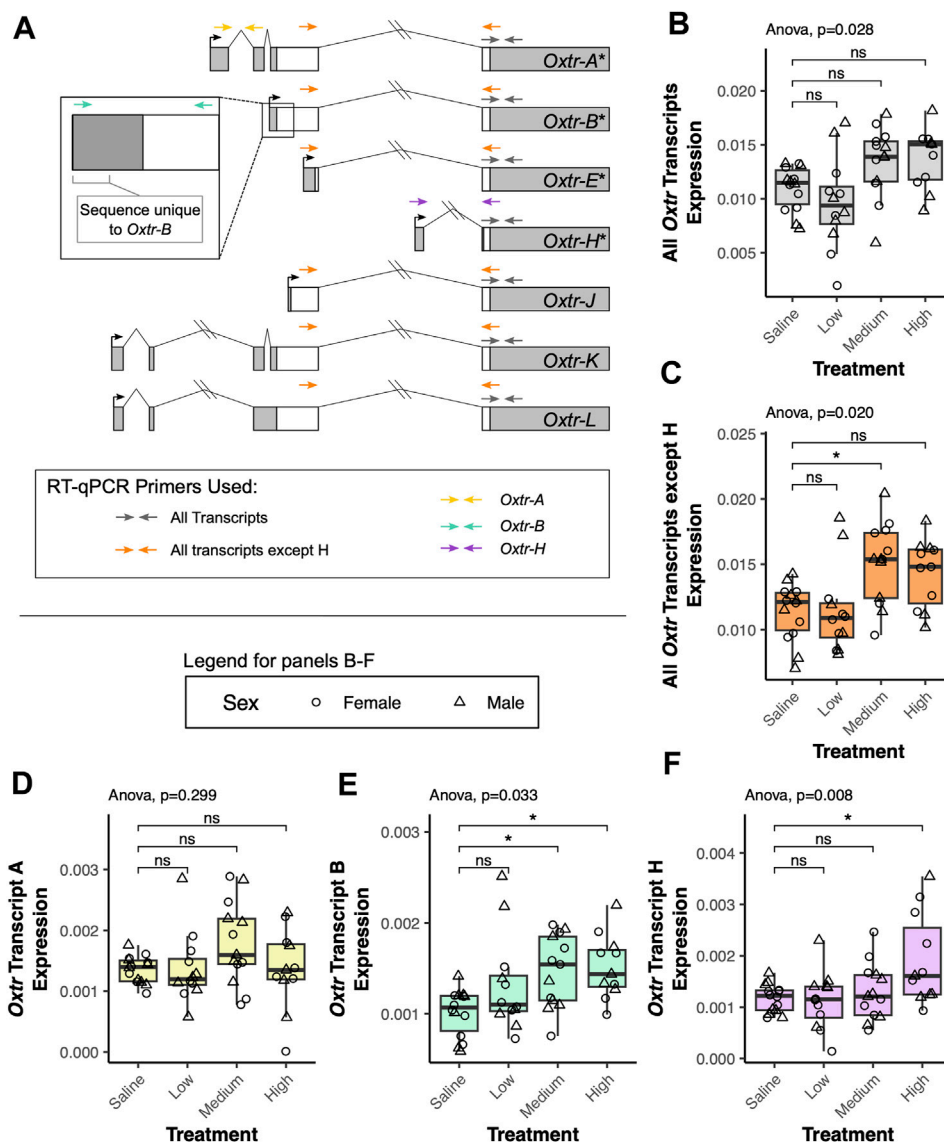 A
Oxtr-A*
Oxtr-B*
Sequence unique
to Oxtr-B
Oxtr-E*
Oxtr-H*
Oxtr-J
Oxtr-K
Oxtr-L
RT-qPCR Primers Used:
All Transcripts
All transcripts except H
Oxtr-A
Oxtr-B
Oxtr-H
Legend for panels B-F
Sex
Female
Male
B
Anova, p=0.028
All Oxtr Transcripts
Expression
0.020
0.015
0.010
0.005
ns
ns
ns
Saline
Low
Medium
High
Treatment
C
Anova, p=0.020
All Oxtr Transcripts except H
Expression
0.025
0.020
0.015
0.010
ns
*
ns
Saline
Low
Medium
High
Treatment
D
Anova, p=0.299
Oxtr Transcript A
Expression
0.003
0.002
0.001
0.000
ns
ns
ns
Saline
Low
Medium
High
Treatment
E
Anova, p=0.033
Oxtr Transcript B
Expression
0.003
0.002
0.001
*
*
ns
Saline
Low
Medium
High
Treatment
F
Anova, p=0.008
Oxtr Transcript H
Expression
0.004
0.003
0.002
0.001
0.000
*
ns
ns
Saline
Low
Medium
High
Treatment